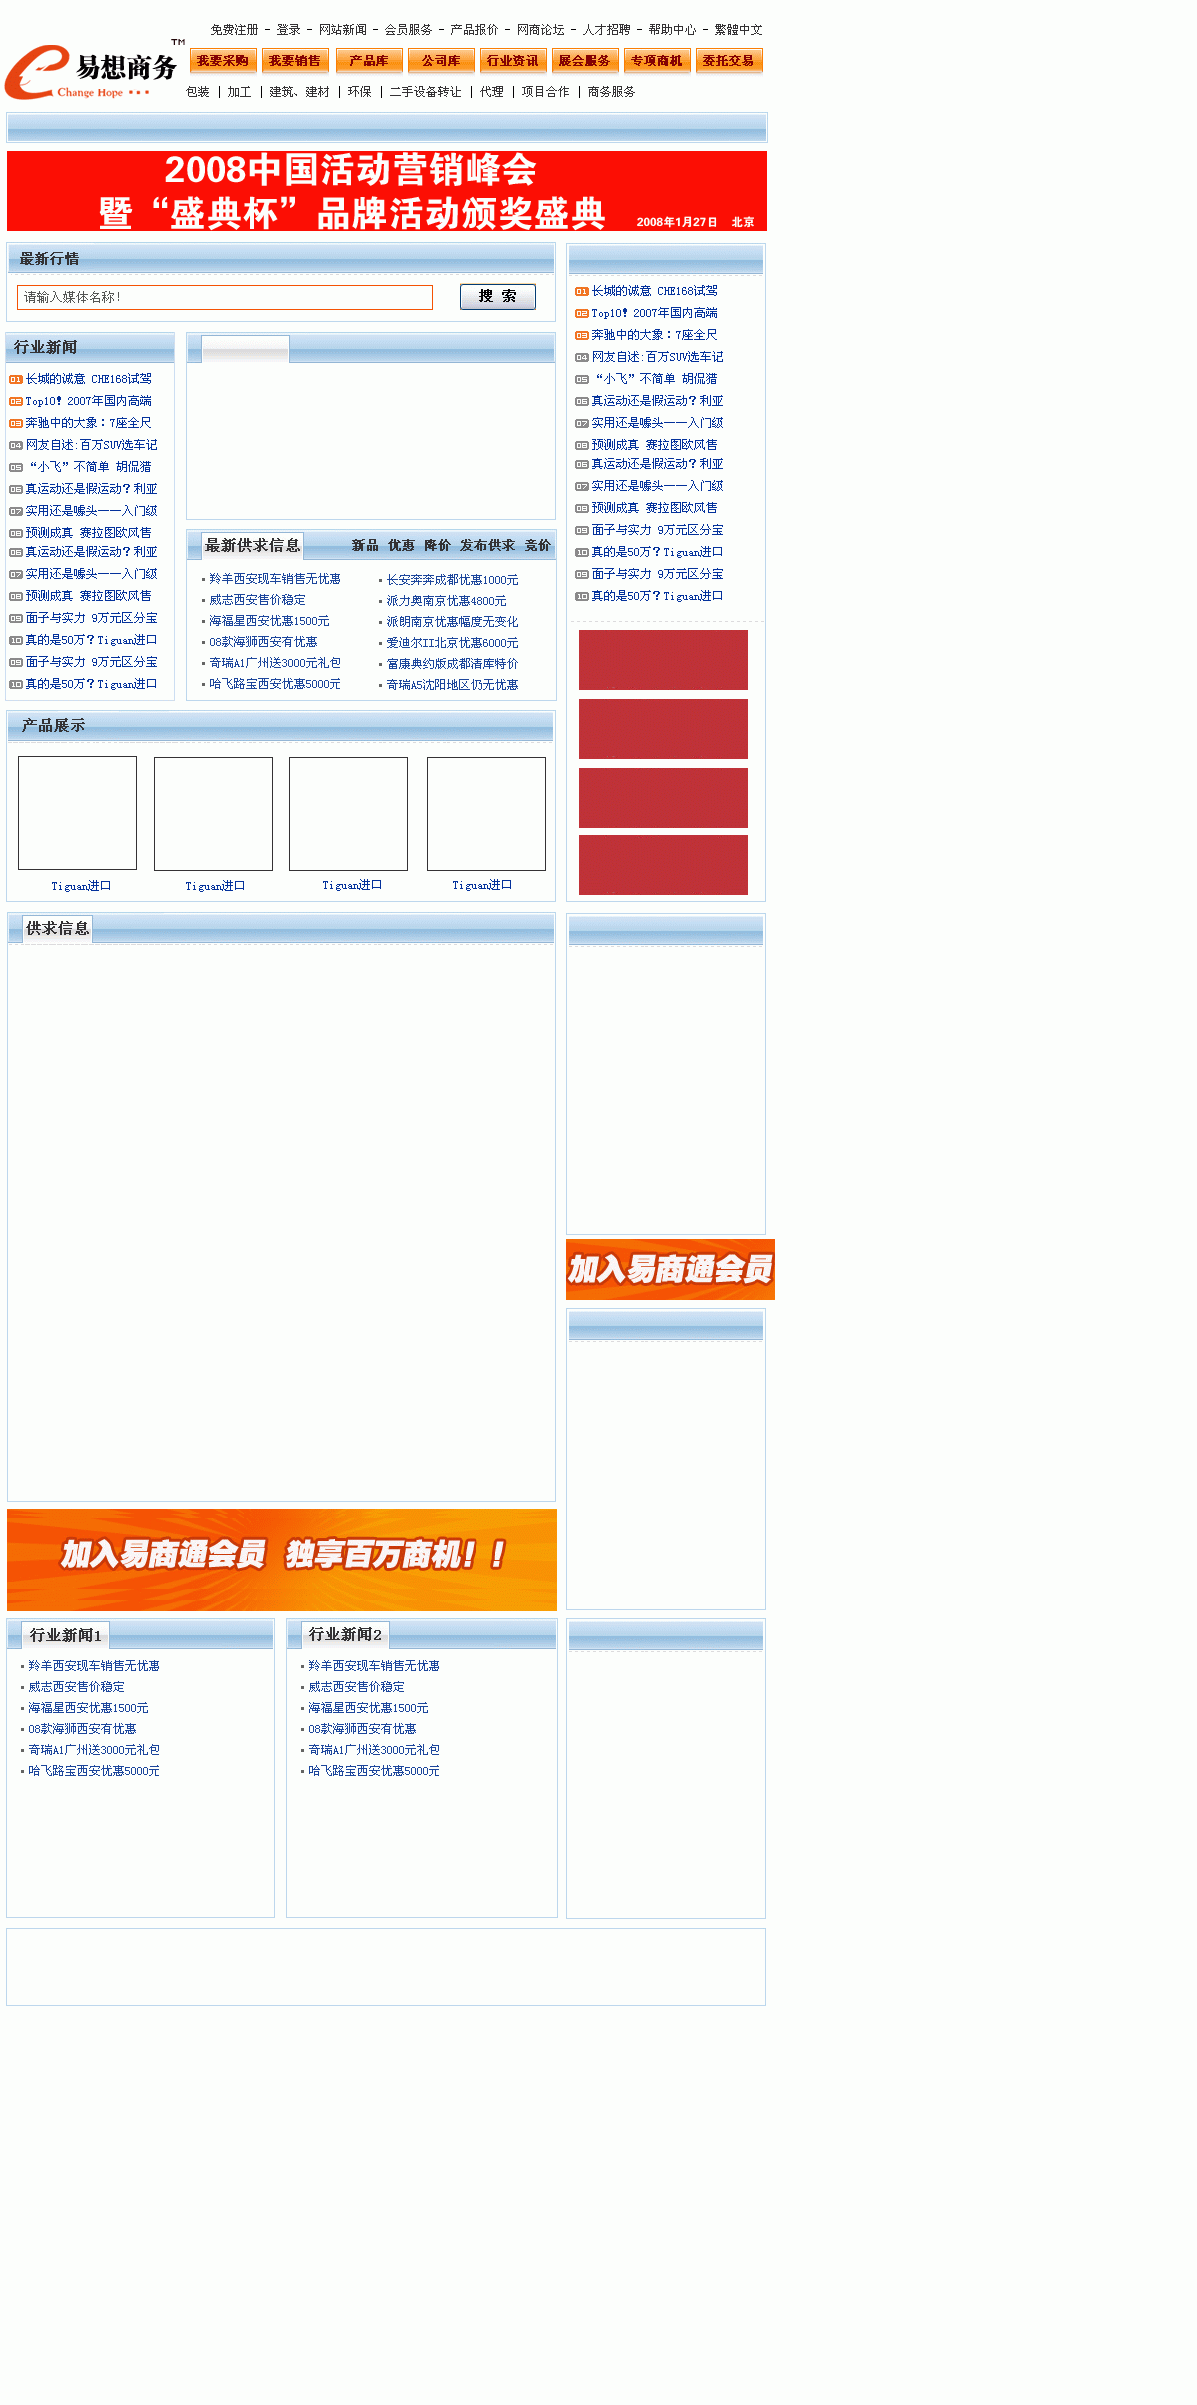 免费注册 - 登录 - 网站新闻 - 会员服务 - 产品报价 - 网商论坛 - 人才招聘 - 帮助中心 - 繁體中文
易想商务 TM
Change Hope
我要采购 我要销售 产品库 公司库 行业资讯 展会服务 专项商机 委托交易
包装 | 加工 | 建筑、建材 | 环保 | 二手设备转让 | 代理 | 项目合作 | 商务服务
2008中国活动营销峰会
暨“盛典杯”品牌活动颁奖盛典 2008年1月27日 北京
最新行情
请输入媒体名称!
搜 索
行业新闻
01 长城的诚意 CHE168试驾
02 Top10! 2007年国内高端
03 奔驰中的大象：7座全尺
04 网友自述:百万SUV选车记
05 “小飞”不简单 胡侃猎
06 真运动还是假运动？利亚
07 实用还是噱头——入门级
08 预测成真 赛拉图欧风售
06 真运动还是假运动？利亚
07 实用还是噱头——入门级
08 预测成真 赛拉图欧风售
09 面子与实力 9万元区分宝
10 真的是50万？Tiguan进口
09 面子与实力 9万元区分宝
10 真的是50万？Tiguan进口
最新供求信息 新品 优惠 降价 发布供求 竞价
羚羊西安现车销售无优惠
威志西安售价稳定
海福星西安优惠1500元
08款海狮西安有优惠
奇瑞A1广州送3000元礼包
哈飞路宝西安优惠5000元
长安奔奔成都优惠1000元
派力奥南京优惠4800元
派朗南京优惠幅度无变化
爱迪尔II北京优惠6000元
富康典约版成都清库特价
奇瑞A5沈阳地区仍无优惠
01 长城的诚意 CHE168试驾
02 Top10! 2007年国内高端
03 奔驰中的大象：7座全尺
04 网友自述:百万SUV选车记
05 “小飞”不简单 胡侃猎
06 真运动还是假运动？利亚
07 实用还是噱头——入门级
08 预测成真 赛拉图欧风售
06 真运动还是假运动？利亚
07 实用还是噱头——入门级
08 预测成真 赛拉图欧风售
09 面子与实力 9万元区分宝
10 真的是50万？Tiguan进口
09 面子与实力 9万元区分宝
10 真的是50万？Tiguan进口
产品展示
Tiguan进口 Tiguan进口 Tiguan进口 Tiguan进口
供求信息
加入易商通会员
加入易商通会员 独享百万商机！！
行业新闻1
羚羊西安现车销售无优惠
威志西安售价稳定
海福星西安优惠1500元
08款海狮西安有优惠
奇瑞A1广州送3000元礼包
哈飞路宝西安优惠5000元
行业新闻2
羚羊西安现车销售无优惠
威志西安售价稳定
海福星西安优惠1500元
08款海狮西安有优惠
奇瑞A1广州送3000元礼包
哈飞路宝西安优惠5000元